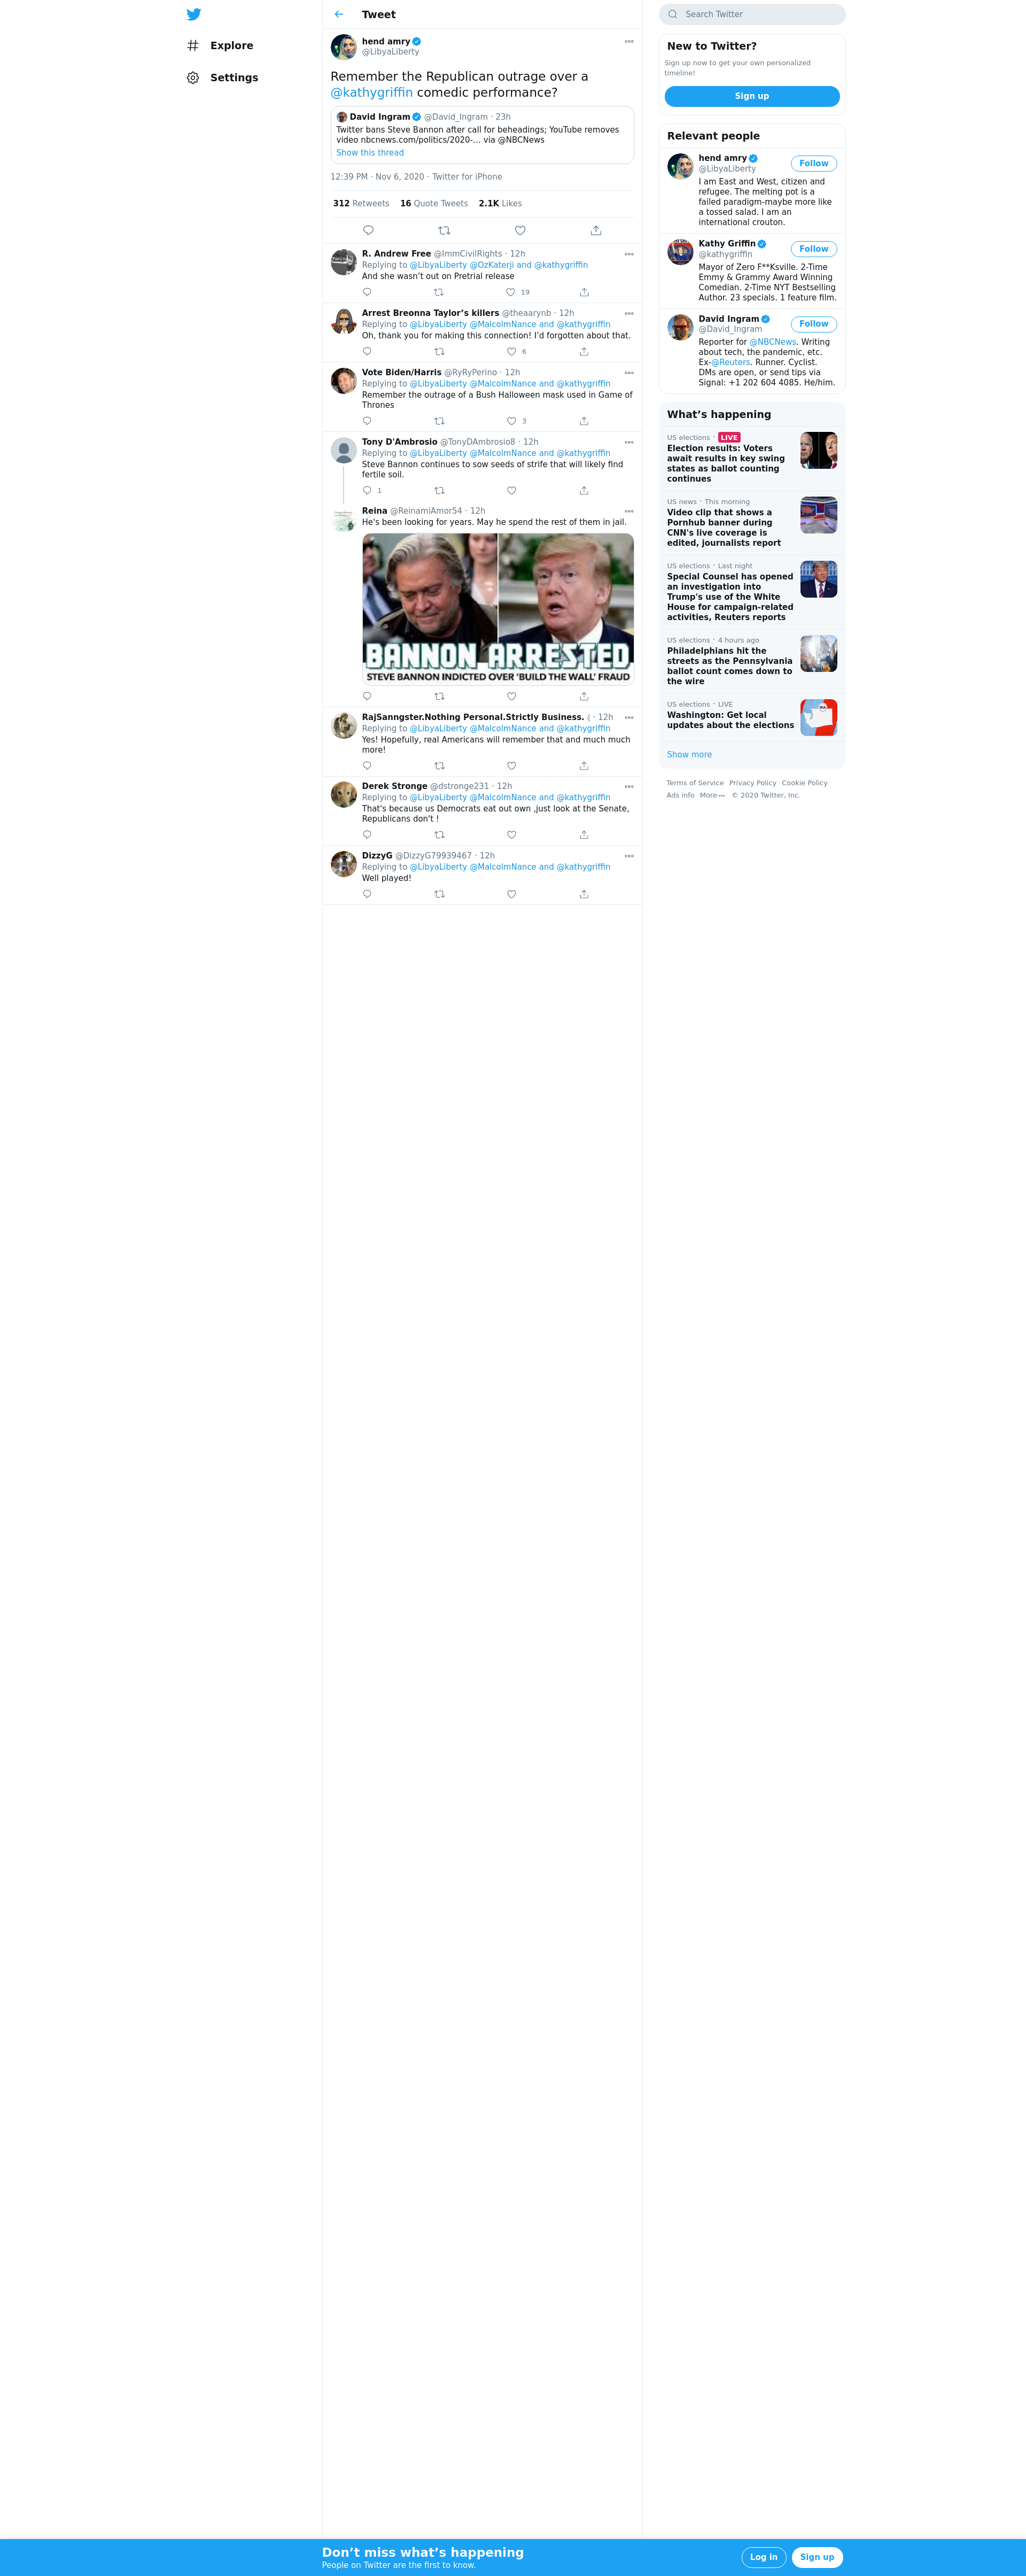 Explore
Settings
Tweet
hend amry
@LibyaLiberty
Remember the Republican outrage over a
@kathygriffin comedic performance?
David Ingram @David_Ingram · 23h
Twitter bans Steve Bannon after call for beheadings; YouTube removes
video nbcnews.com/politics/2020-… via @NBCNews
Show this thread
12:39 PM · Nov 6, 2020 · Twitter for iPhone
312 Retweets 16 Quote Tweets 2.1K Likes
R. Andrew Free @ImmCivilRights · 12h
Replying to @LibyaLiberty @OzKaterji and @kathygriffin
And she wasn’t out on Pretrial release
19
Arrest Breonna Taylor’s killers @theaarynb · 12h
Replying to @LibyaLiberty @MalcolmNance and @kathygriffin
Oh, thank you for making this connection! I’d forgotten about that.
6
Vote Biden/Harris @RyRyPerino · 12h
Replying to @LibyaLiberty @MalcolmNance and @kathygriffin
Remember the outrage of a Bush Halloween mask used in Game of
Thrones
3
Tony D'Ambrosio @TonyDAmbrosio8 · 12h
Replying to @LibyaLiberty @MalcolmNance and @kathygriffin
Steve Bannon continues to sow seeds of strife that will likely find
fertile soil.
1
Reina @ReinamiAmor54 · 12h
He's been looking for years. May he spend the rest of them in jail.
BANNON ARRESTED
STEVE BANNON INDICTED OVER ‘BUILD THE WALL’ FRAUD
RajSanngster.Nothing Personal.Strictly Business. · 12h
Replying to @LibyaLiberty @MalcolmNance and @kathygriffin
Yes! Hopefully, real Americans will remember that and much much
more!
Derek Stronge @dstronge231 · 12h
Replying to @LibyaLiberty @MalcolmNance and @kathygriffin
That's because us Democrats eat out own ,just look at the Senate,
Republicans don't !
DizzyG @DizzyG79939467 · 12h
Replying to @LibyaLiberty @MalcolmNance and @kathygriffin
Well played!
Search Twitter
New to Twitter?
Sign up now to get your own personalized
timeline!
Sign up
Relevant people
hend amry
@LibyaLiberty
Follow
I am East and West, citizen and
refugee. The melting pot is a
failed paradigm-maybe more like
a tossed salad. I am an
international crouton.
Kathy Griffin
@kathygriffin
Follow
Mayor of Zero F**Ksville. 2-Time
Emmy & Grammy Award Winning
Comedian. 2-Time NYT Bestselling
Author. 23 specials. 1 feature film.
David Ingram
@David_Ingram
Follow
Reporter for @NBCNews. Writing
about tech, the pandemic, etc.
Ex-@Reuters. Runner. Cyclist.
DMs are open, or send tips via
Signal: +1 202 604 4085. He/him.
What’s happening
US elections · LIVE
Election results: Voters
await results in key swing
states as ballot counting
continues
US news · This morning
Video clip that shows a
Pornhub banner during
CNN's live coverage is
edited, journalists report
US elections · Last night
Special Counsel has opened
an investigation into
Trump's use of the White
House for campaign-related
activities, Reuters reports
US elections · 4 hours ago
Philadelphians hit the
streets as the Pennsylvania
ballot count comes down to
the wire
US elections · LIVE
Washington: Get local
updates about the elections
WA
Show more
Terms of Service Privacy Policy Cookie Policy
Ads info More © 2020 Twitter, Inc.
Don’t miss what’s happening
People on Twitter are the first to know.
Log in
Sign up